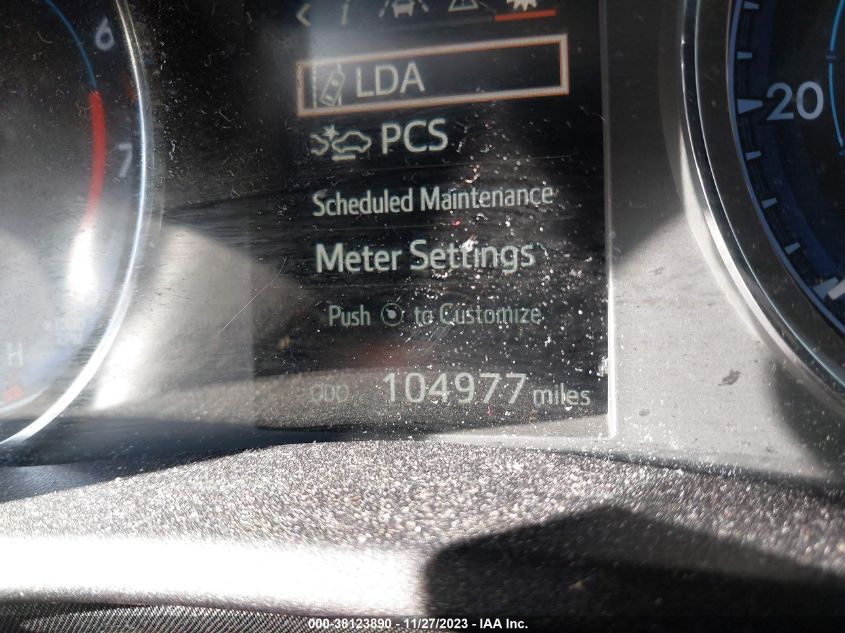 6
7
H
LDA
PCS
Scheduled Maintenance
Meter Settings
Push to Customize
000 104977 miles
20
000-38123890 - 11/27/2023 - IAA Inc.